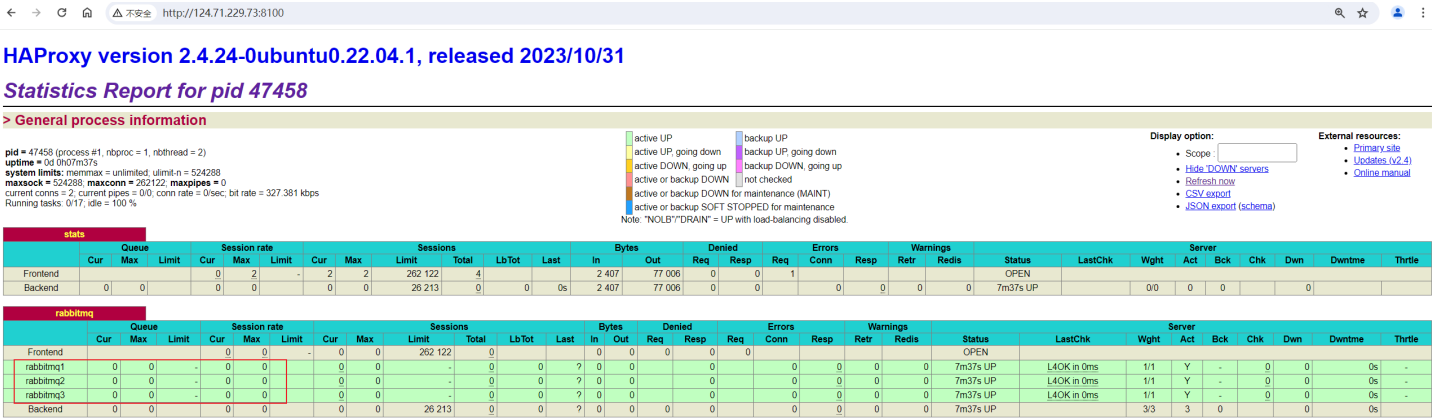 不安全 http://124.71.229.73:8100
HAProxy version 2.4.24-0ubuntu0.22.04.1, released 2023/10/31
Statistics Report for pid 47458
> General process information
pid = 47458 (process #1, nbproc = 1, nbthread = 2)
uptime = 0d 0h07m37s
system limits: memmax = unlimited; ulimit-n = 524288
maxsock = 524288; maxconn = 262122; maxpipes = 0
current conns = 2; current pipes = 0/0; conn rate = 0/sec; bit rate = 327.381 kbps
Running tasks: 0/17; idle = 100 %
active UP backup UP
active UP, going down backup UP, going down
active DOWN, going up backup DOWN, going up
active or backup DOWN not checked
active or backup DOWN for maintenance (MAINT)
active or backup SOFT STOPPED for maintenance
Note: "NOLB"/"DRAIN" = UP with load-balancing disabled.
Display option:
Scope :
Hide 'DOWN' servers
Refresh now
CSV export
JSON export (schema)
External resources:
Primary site
Updates (v2.4)
Online manual
stats
Queue Session rate Sessions Bytes Denied Errors Warnings Server
Cur Max Limit Cur Max Limit Cur Max Limit Total LbTot Last In Out Req Resp Req Conn Resp Retr Redis Status LastChk Wght Act Bck Chk Dwn Dwntme Thrtle
Frontend 0 2 - 2 2 262 122 4 2 407 77 006 0 0 1 OPEN
Backend 0 0 0 0 0 0 26 213 0 0 0s 2 407 77 006 0 0 0 0 0 0 7m37s UP 0/0 0 0 0
rabbitmq
Queue Session rate Sessions Bytes Denied Errors Warnings Server
Cur Max Limit Cur Max Limit Cur Max Limit Total LbTot Last In Out Req Resp Req Conn Resp Retr Redis Status LastChk Wght Act Bck Chk Dwn Dwntme Thrtle
Frontend 0 0 - 0 0 262 122 0 0 0 0 0 0 OPEN
rabbitmq1 0 0 - 0 0 0 0 - 0 0 ? 0 0 0 0 0 0 0 7m37s UP L4OK in 0ms 1/1 Y - 0 0 0s -
rabbitmq2 0 0 - 0 0 0 0 - 0 0 ? 0 0 0 0 0 0 0 7m37s UP L4OK in 0ms 1/1 Y - 0 0 0s -
rabbitmq3 0 0 - 0 0 0 0 - 0 0 ? 0 0 0 0 0 0 0 7m37s UP L4OK in 0ms 1/1 Y - 0 0 0s -
Backend 0 0 0 0 0 0 26 213 0 0 ? 0 0 0 0 0 0 0 0 7m37s UP 3/3 3 0 0 0s